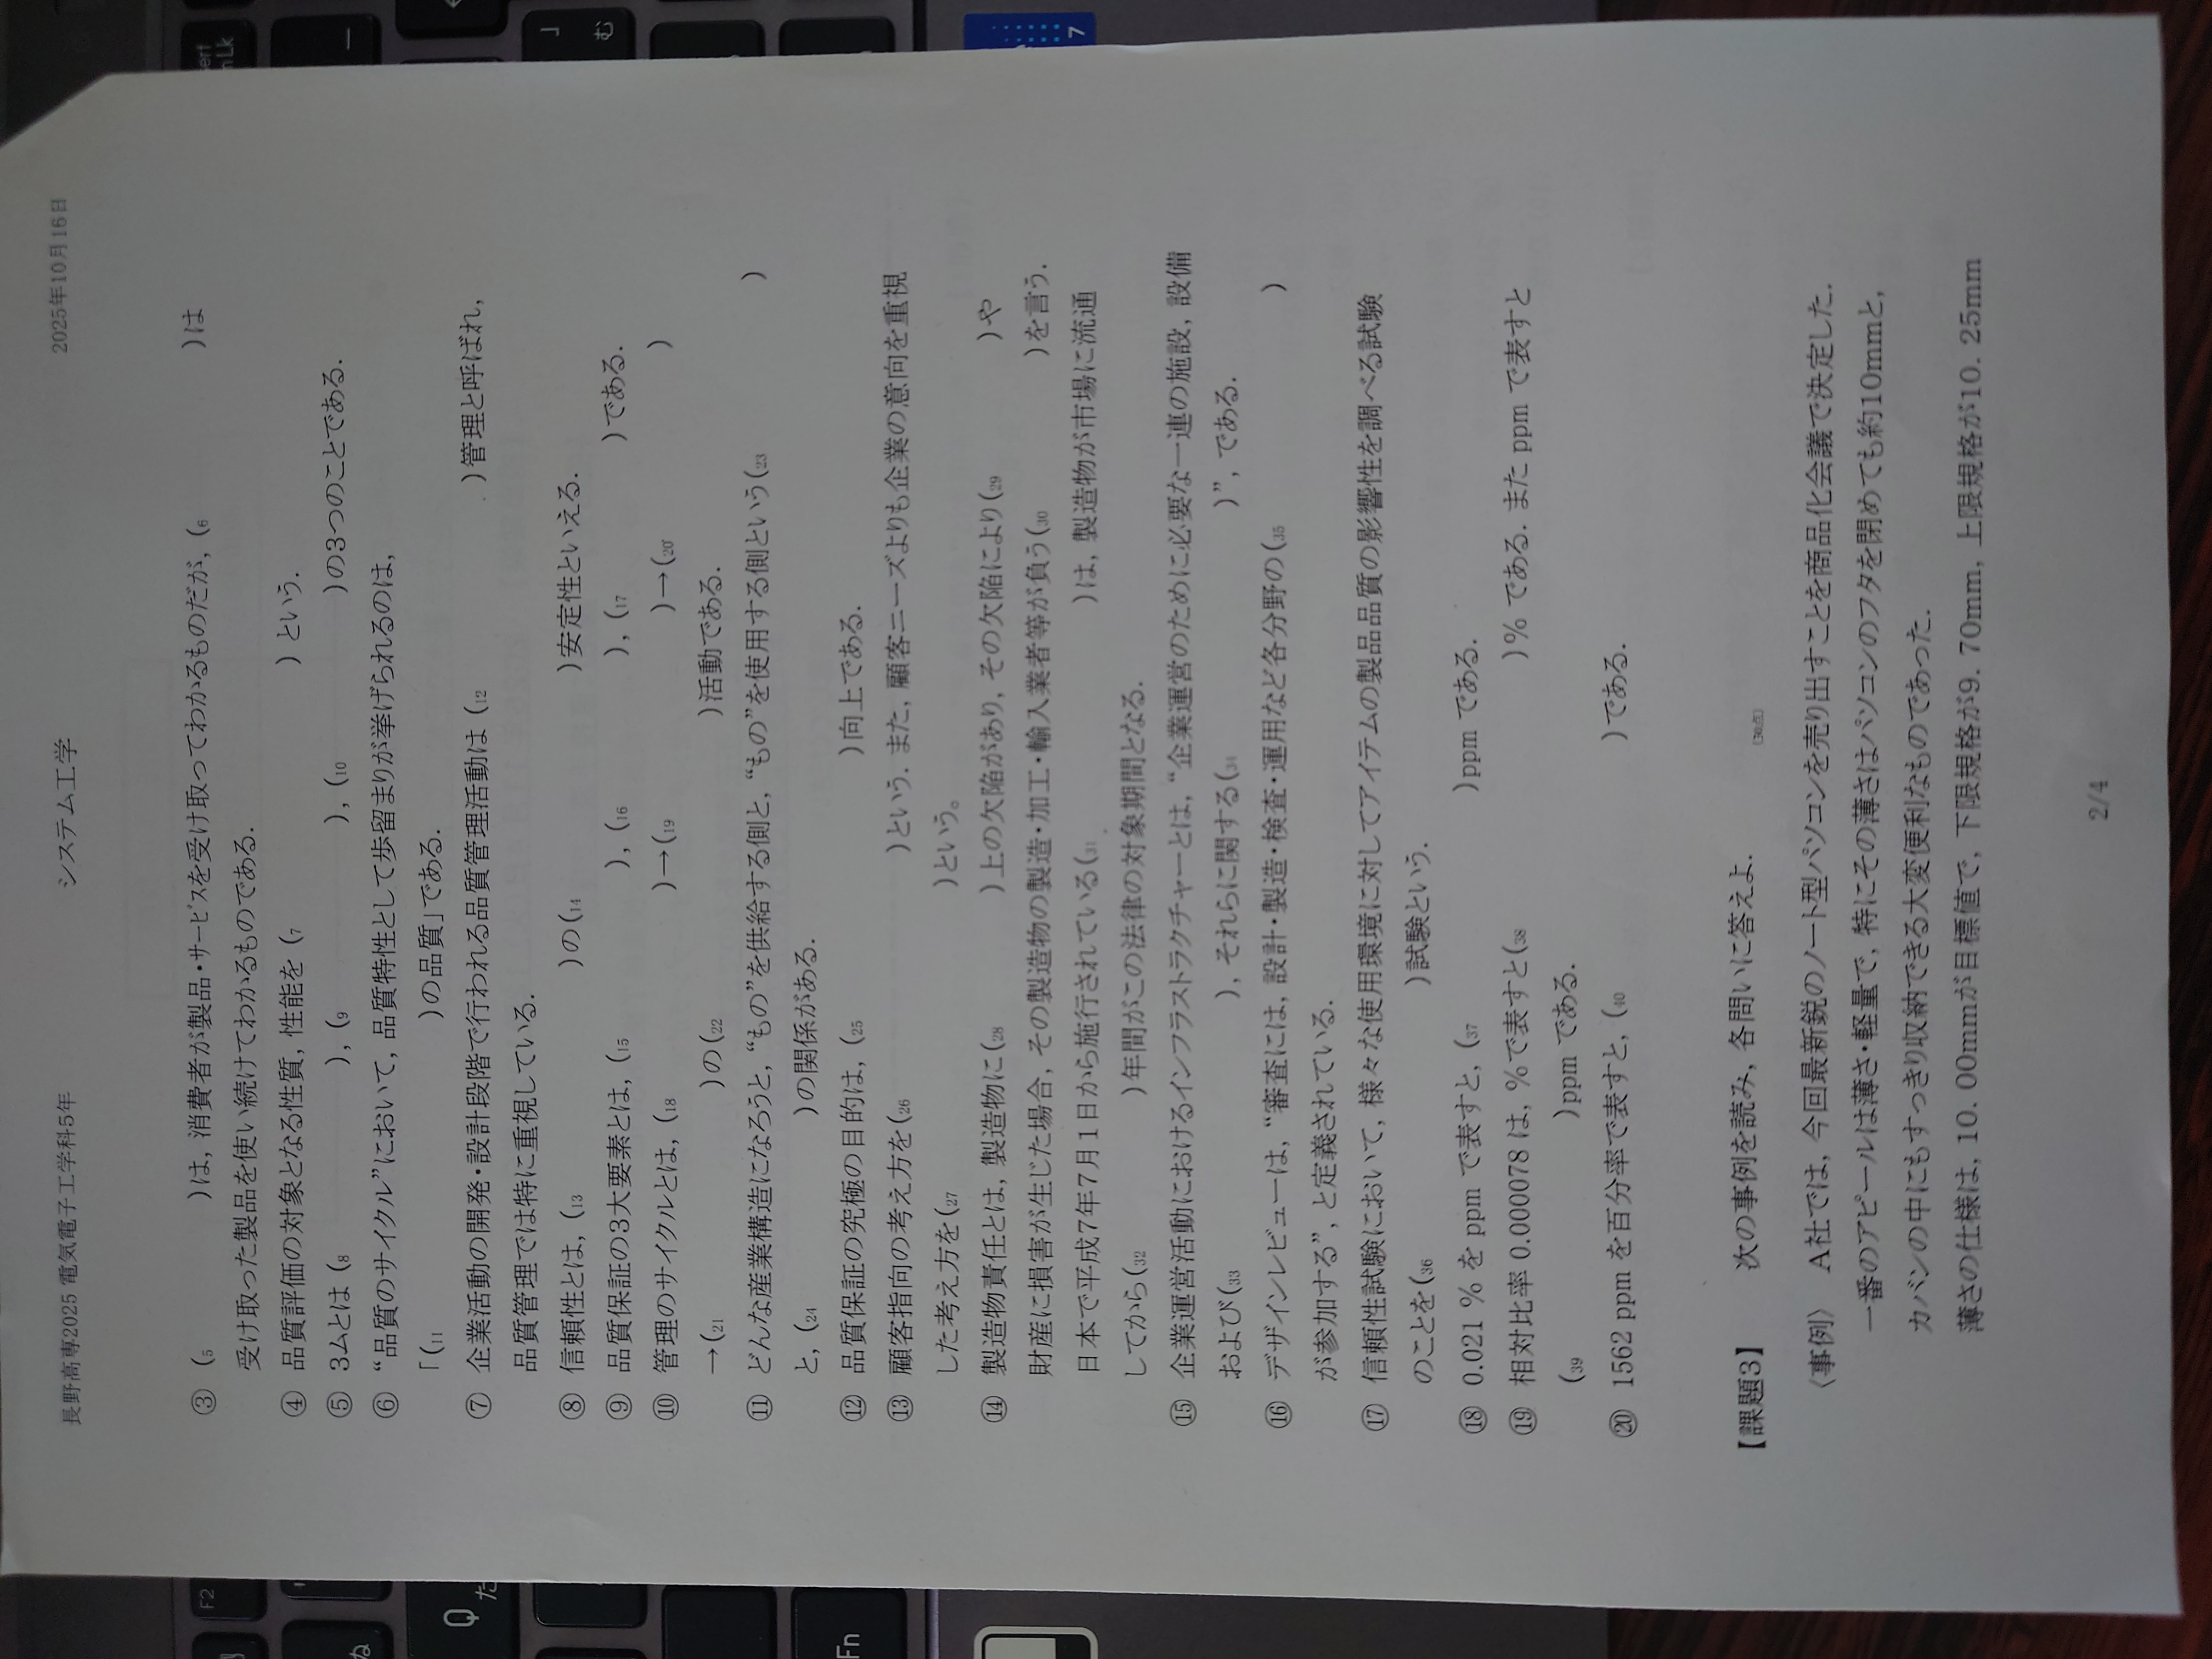 長野高専2025 電気電子工学科5年 システム工学 2025年10月16日
③ (5 )は, 消費者が製品・サービスを受け取ってわかるものだが, (6 )は
受け取った製品を使い続けてわかるものである.
④ 品質評価の対象となる性質, 性能を (7 ) という.
⑤ 3ムとは (8 ), (9 ), (10 )の3つのことである.
⑥ “品質のサイクル”において, 品質特性として歩留まりが挙げられるのは,
「(11 )の品質」である.
⑦ 企業活動の開発・設計段階で行われる品質管理活動は (12 )管理と呼ばれ,
品質管理では特に重視している.
⑧ 信頼性とは, (13 )の(14 )安定性といえる.
⑨ 品質保証の3大要素とは, (15 ), (16 ), (17 )である.
⑩ 管理のサイクルとは, (18 )→(19 )→(20 )
→(21 )の(22 )活動である.
⑪ どんな産業構造になろうと, “もの”を供給する側と, “もの”を使用する側という(23 )
と, (24 )の関係がある.
⑫ 品質保証の究極の目的は, (25 )向上である.
⑬ 顧客指向の考え方を(26 )という. また, 顧客ニーズよりも企業の意向を重視
した考え方を(27 )という。
⑭ 製造物責任とは, 製造物に(28 )上の欠陥があり, その欠陥により(29 )や
財産に損害が生じた場合, その製造物の製造・加工・輸入業者等が負う(30 )を言う.
日本で平成7年7月1日から施行されている(31 )は, 製造物が市場に流通
してから(32 )年間がこの法律の対象期間となる.
⑮ 企業運営活動におけるインフラストラクチャーとは, “企業運営のために必要な一連の施設, 設備
および(33 ), それらに関する(34 )”, である.
⑯ デザインレビューは, “審査には, 設計・製造・検査・運用など各分野の(35 )
が参加する”, と定義されている.
⑰ 信頼性試験において, 様々な使用環境に対してアイテムの製品品質の影響性を調べる試験
のことを(36 )試験という.
⑱ 0.021 % を ppm で表すと, (37 )ppm である.
⑲ 相対比率 0.000078 は, %で表すと(38 )% である. また ppm で表すと
(39 )ppm である.
⑳ 1562 ppm を百分率で表すと, (40 )である.
【課題3】 次の事例を読み, 各問いに答えよ. (30点)
〈事例〉 A社では, 今回最新鋭のノート型パソコンを売り出すことを商品化会議で決定した.
一番のアピールは薄さ・軽量で, 特にその薄さはパソコンのフタを閉めても約10mmと,
カバンの中にもすっきり収納できる大変便利なものであった.
薄さの仕様は, 10. 00mmが目標値で, 下限規格が9. 70mm, 上限規格が10. 25mm
2/4
F2
ぬ
Q
た
Fn
ert
n Lk
」
む
7